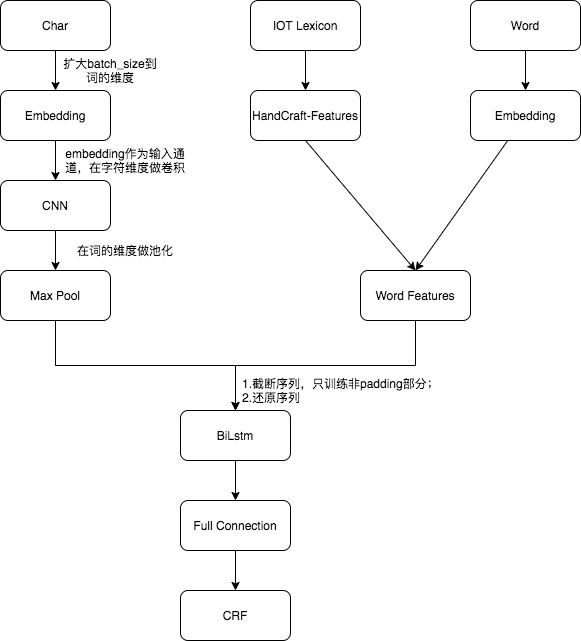 Char
IOT Lexicon
Word
扩大batch_size到
词的维度
Embedding
HandCraft-Features
Embedding
embedding作为输入通
道，在字符维度做卷积
CNN
在词的维度做池化
Max Pool
Word Features
1.截断序列，只训练非padding部分；
2.还原序列
BiLstm
Full Connection
CRF